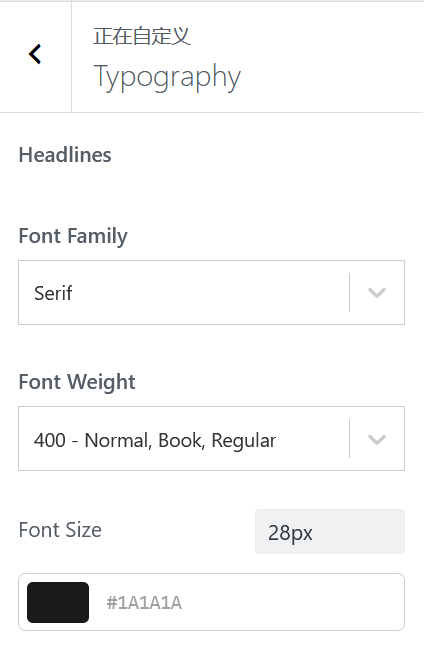 正在自定义
Typography
Headlines
Font Family
Serif
Font Weight
400 - Normal, Book, Regular
Font Size
28px
#1A1A1A